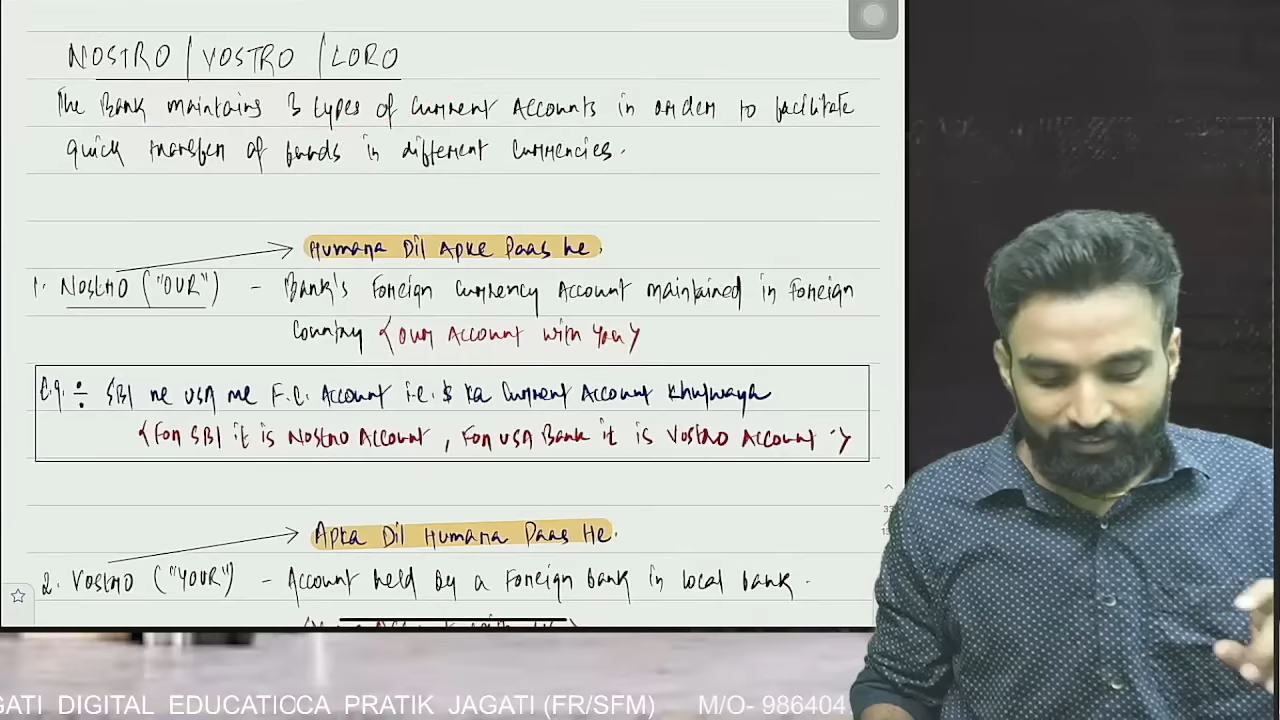 NOSTRO / VOSTRO / LORO
The Bank maintains 3 types of Current Accounts in order to facilitate
quick transfer of funds in different Currencies.
Humara Dil Apke Paas he.
1. Nostro ("OUR") - Bank's Foreign Currency Account maintained in foreign
Country <our Account with you>
E.g. ÷ SBI ne USA me F.C. Account i.e. $ ka Current Account Khulwaya
<For SBI it is Nostro Account, For USA Bank it is Vostro Account.>
Apka Dil Humara Paas He.
2. Vostro ("YOUR") - Account held by a Foreign bank in local bank.
GATI DIGITAL EDUCATIO
CA PRATIK JAGATI (FR/SFM) M/O- 986404